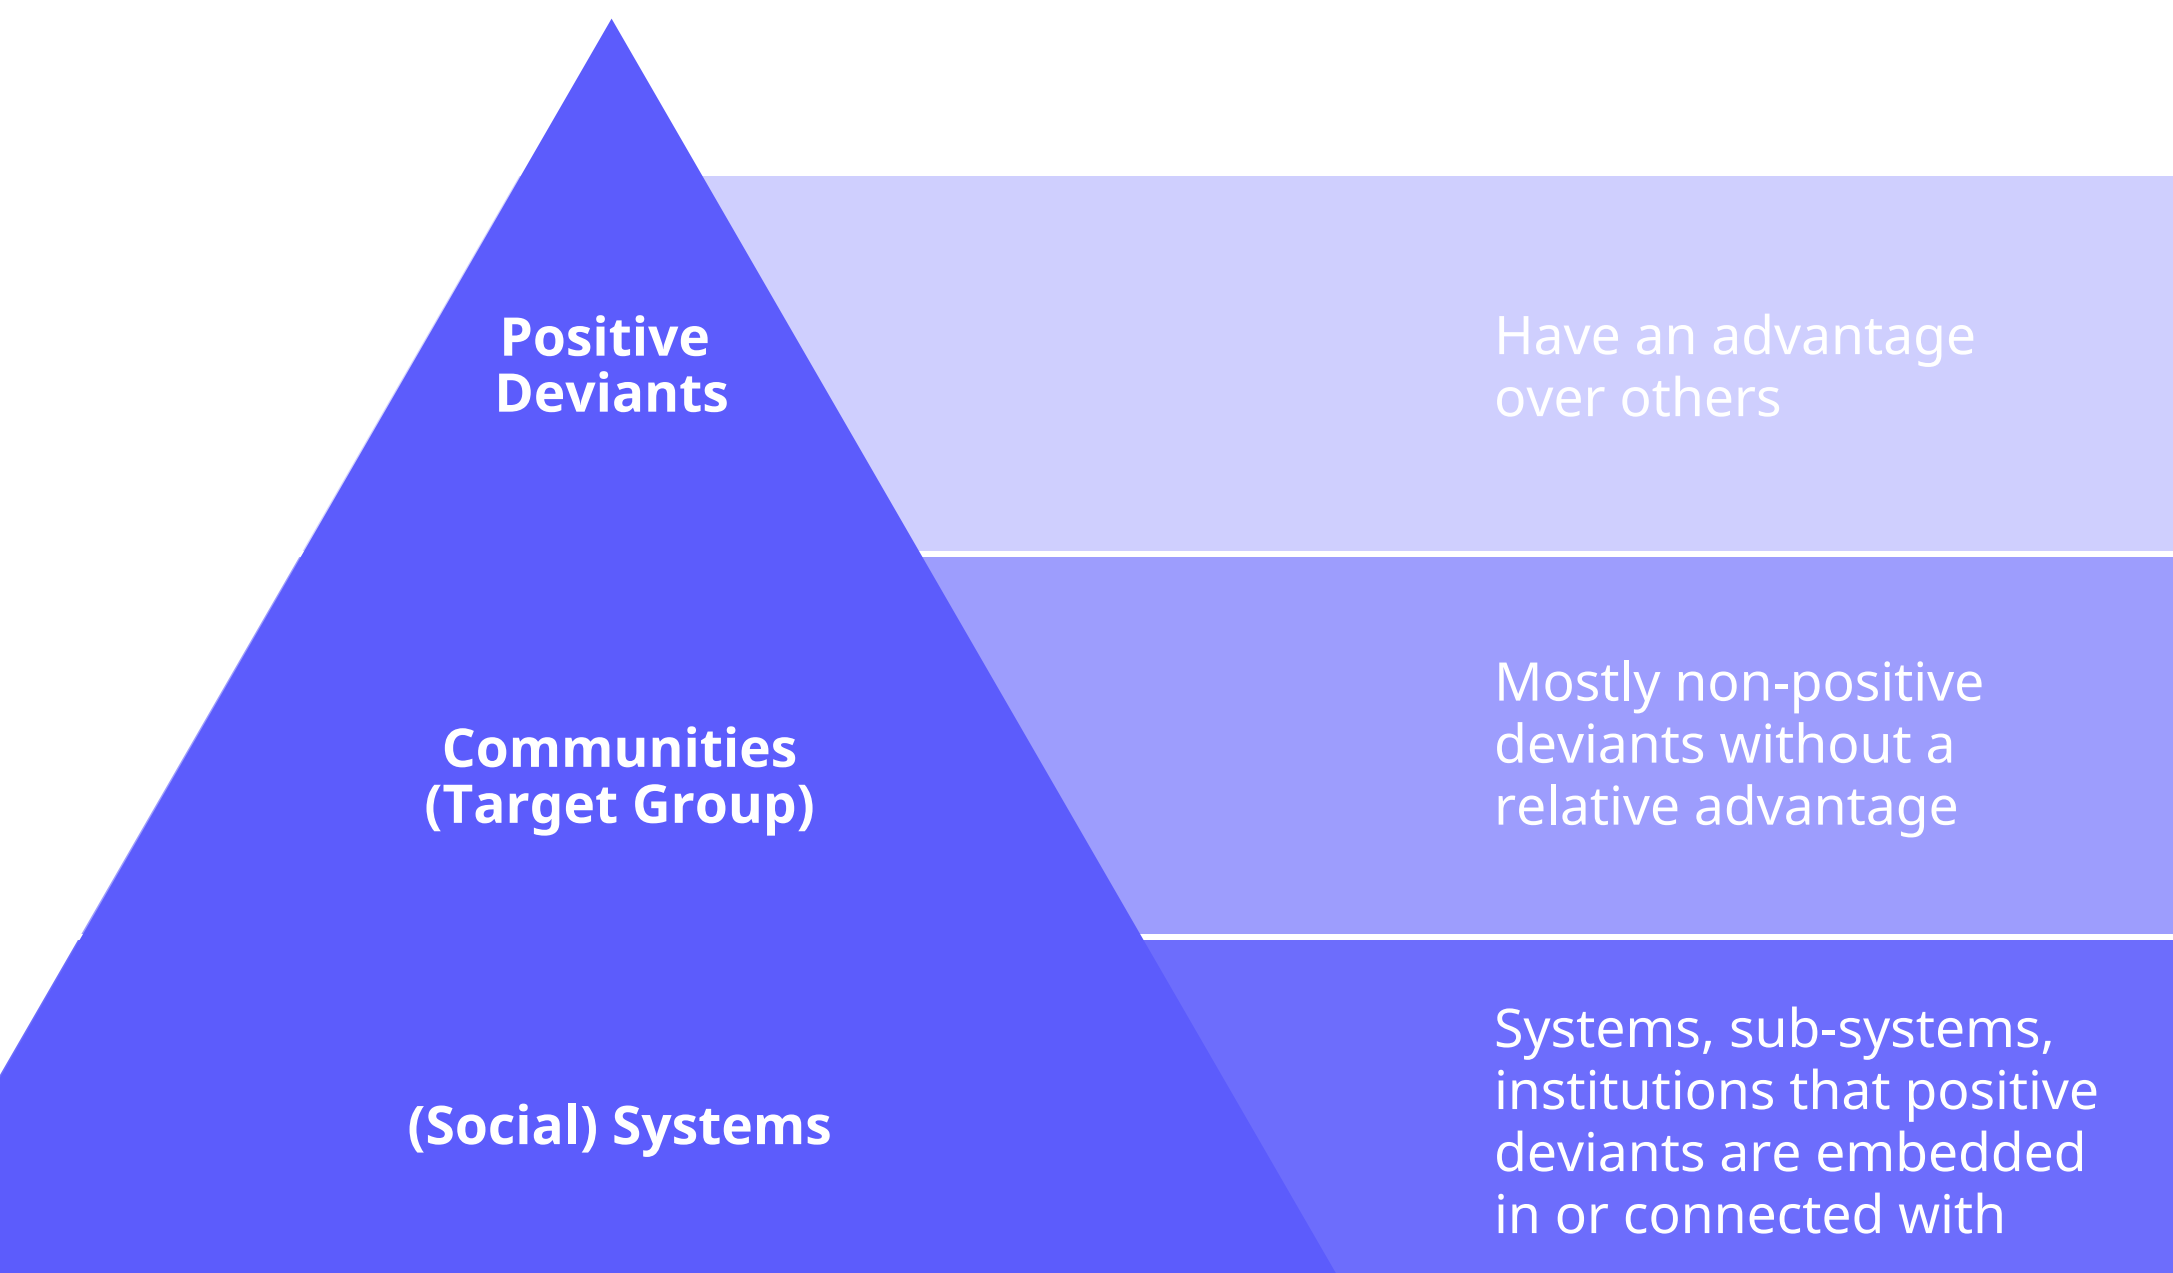 Positive
Deviants
Have an advantage
over others
Communities
(Target Group)
Mostly non-positive
deviants without a
relative advantage
(Social) Systems
Systems, sub-systems,
institutions that positive
deviants are embedded
in or connected with